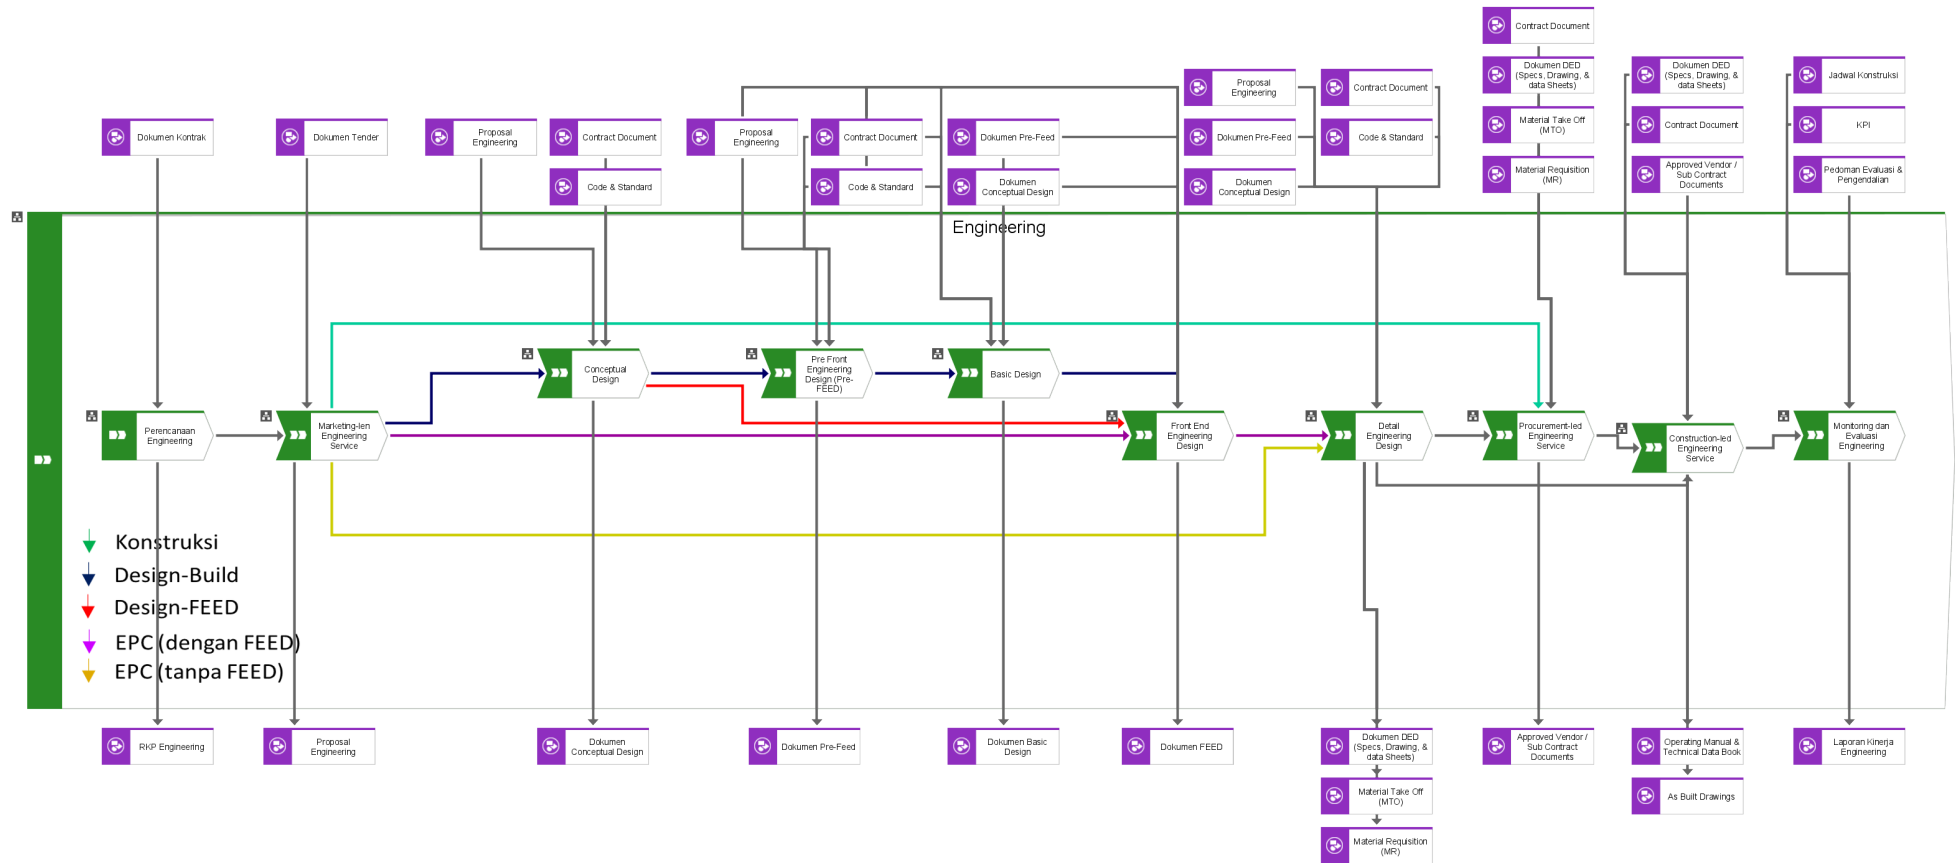 Contract Document
Dokumen DED
(Specs, Drawing, &
data Sheets)
Material Take Off
(MTO)
Material Requisition
(MR)
Dokumen DED
(Specs, Drawing, &
data Sheets)
Contract Document
Approved Vendor /
Sub Contract
Documents
Jadwal Konstruksi
KPI
Pedoman Evaluasi &
Pengendalian
Proposal
Engineering
Dokumen Pre-Feed
Dokumen
Conceptual Design
Contract Document
Code & Standard
Dokumen Kontrak
Dokumen Tender
Proposal
Engineering
Contract Document
Code & Standard
Proposal
Engineering
Contract Document
Code & Standard
Dokumen Pre-Feed
Dokumen
Conceptual Design
Engineering
Perencanaan
Engineering
Marketing-len
Engineering
Service
Conceptual
Design
Pre Front
Engineering
Design (Pre-
FEED)
Basic Design
Front End
Engineering
Design
Detail
Engineering
Design
Procurement-led
Engineering
Service
Construction-led
Engineering
Service
Monitoring dan
Evaluasi
Engineering
Konstruksi
Design-Build
Design-FEED
EPC (dengan FEED)
EPC (tanpa FEED)
RKP Engineering
Proposal
Engineering
Dokumen
Conceptual Design
Dokumen Pre-Feed
Dokumen Basic
Design
Dokumen FEED
Dokumen DED
(Specs, Drawing, &
data Sheets)
Material Take Off
(MTO)
Material Requisition
(MR)
Approved Vendor /
Sub Contract
Documents
Operating Manual &
Technical Data Book
As Built Drawings
Laporan Kinerja
Engineering